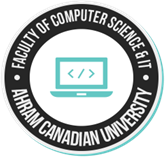 • FACULTY OF COMPUTER SCIENCE & IT •
AHRAM CANADIAN UNIVERSITY
</>